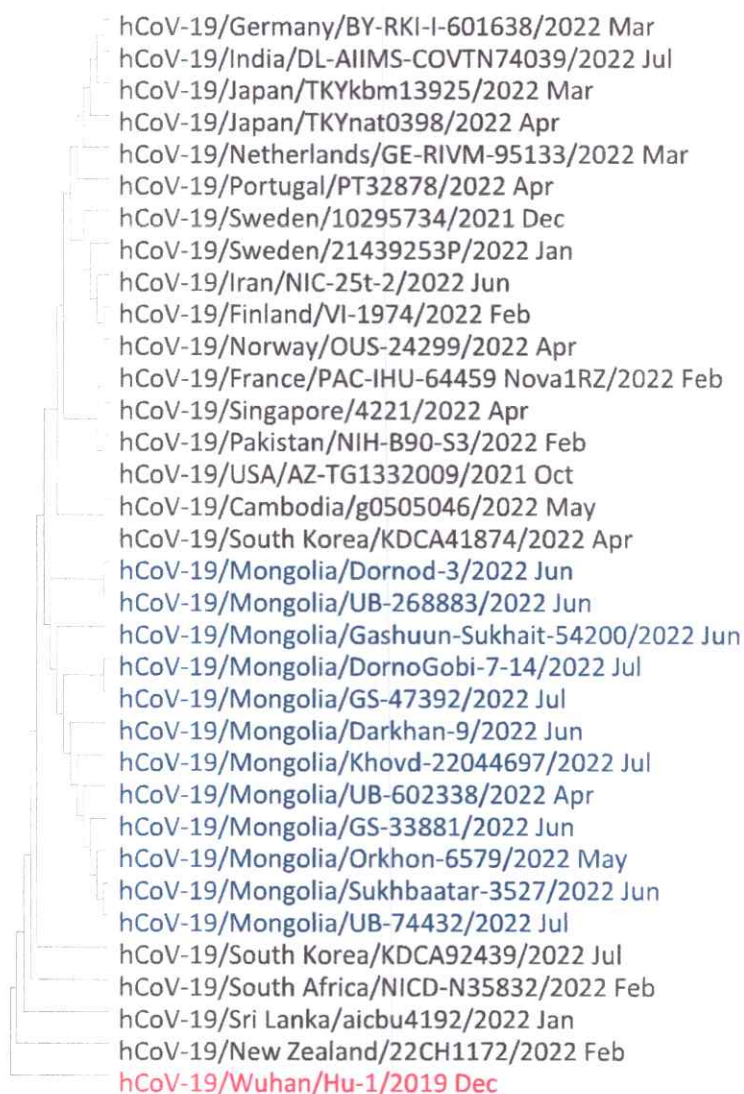 hCoV-19/Germany/BY-RKI-I-601638/2022 Mar
hCoV-19/India/DL-AIIMS-COVTN74039/2022 Jul
hCoV-19/Japan/TKYkbm13925/2022 Mar
hCoV-19/Japan/TKYnat0398/2022 Apr
hCoV-19/Netherlands/GE-RIVM-95133/2022 Mar
hCoV-19/Portugal/PT32878/2022 Apr
hCoV-19/Sweden/10295734/2021 Dec
hCoV-19/Sweden/21439253P/2022 Jan
hCoV-19/Iran/NIC-25t-2/2022 Jun
hCoV-19/Finland/VI-1974/2022 Feb
hCoV-19/Norway/OUS-24299/2022 Apr
hCoV-19/France/PAC-IHU-64459 Nova1RZ/2022 Feb
hCoV-19/Singapore/4221/2022 Apr
hCoV-19/Pakistan/NIH-B90-S3/2022 Feb
hCoV-19/USA/AZ-TG1332009/2021 Oct
hCoV-19/Cambodia/g0505046/2022 May
hCoV-19/South Korea/KDCA41874/2022 Apr
hCoV-19/Mongolia/Dornod-3/2022 Jun
hCoV-19/Mongolia/UB-268883/2022 Jun
hCoV-19/Mongolia/Gashuun-Sukhait-54200/2022 Jun
hCoV-19/Mongolia/DornoGobi-7-14/2022 Jul
hCoV-19/Mongolia/GS-47392/2022 Jul
hCoV-19/Mongolia/Darkhan-9/2022 Jun
hCoV-19/Mongolia/Khovd-22044697/2022 Jul
hCoV-19/Mongolia/UB-602338/2022 Apr
hCoV-19/Mongolia/GS-33881/2022 Jun
hCoV-19/Mongolia/Orkhon-6579/2022 May
hCoV-19/Mongolia/Sukhbaatar-3527/2022 Jun
hCoV-19/Mongolia/UB-74432/2022 Jul
hCoV-19/South Korea/KDCA92439/2022 Jul
hCoV-19/South Africa/NICD-N35832/2022 Feb
hCoV-19/Sri Lanka/aicbu4192/2022 Jan
hCoV-19/New Zealand/22CH1172/2022 Feb
hCoV-19/Wuhan/Hu-1/2019 Dec